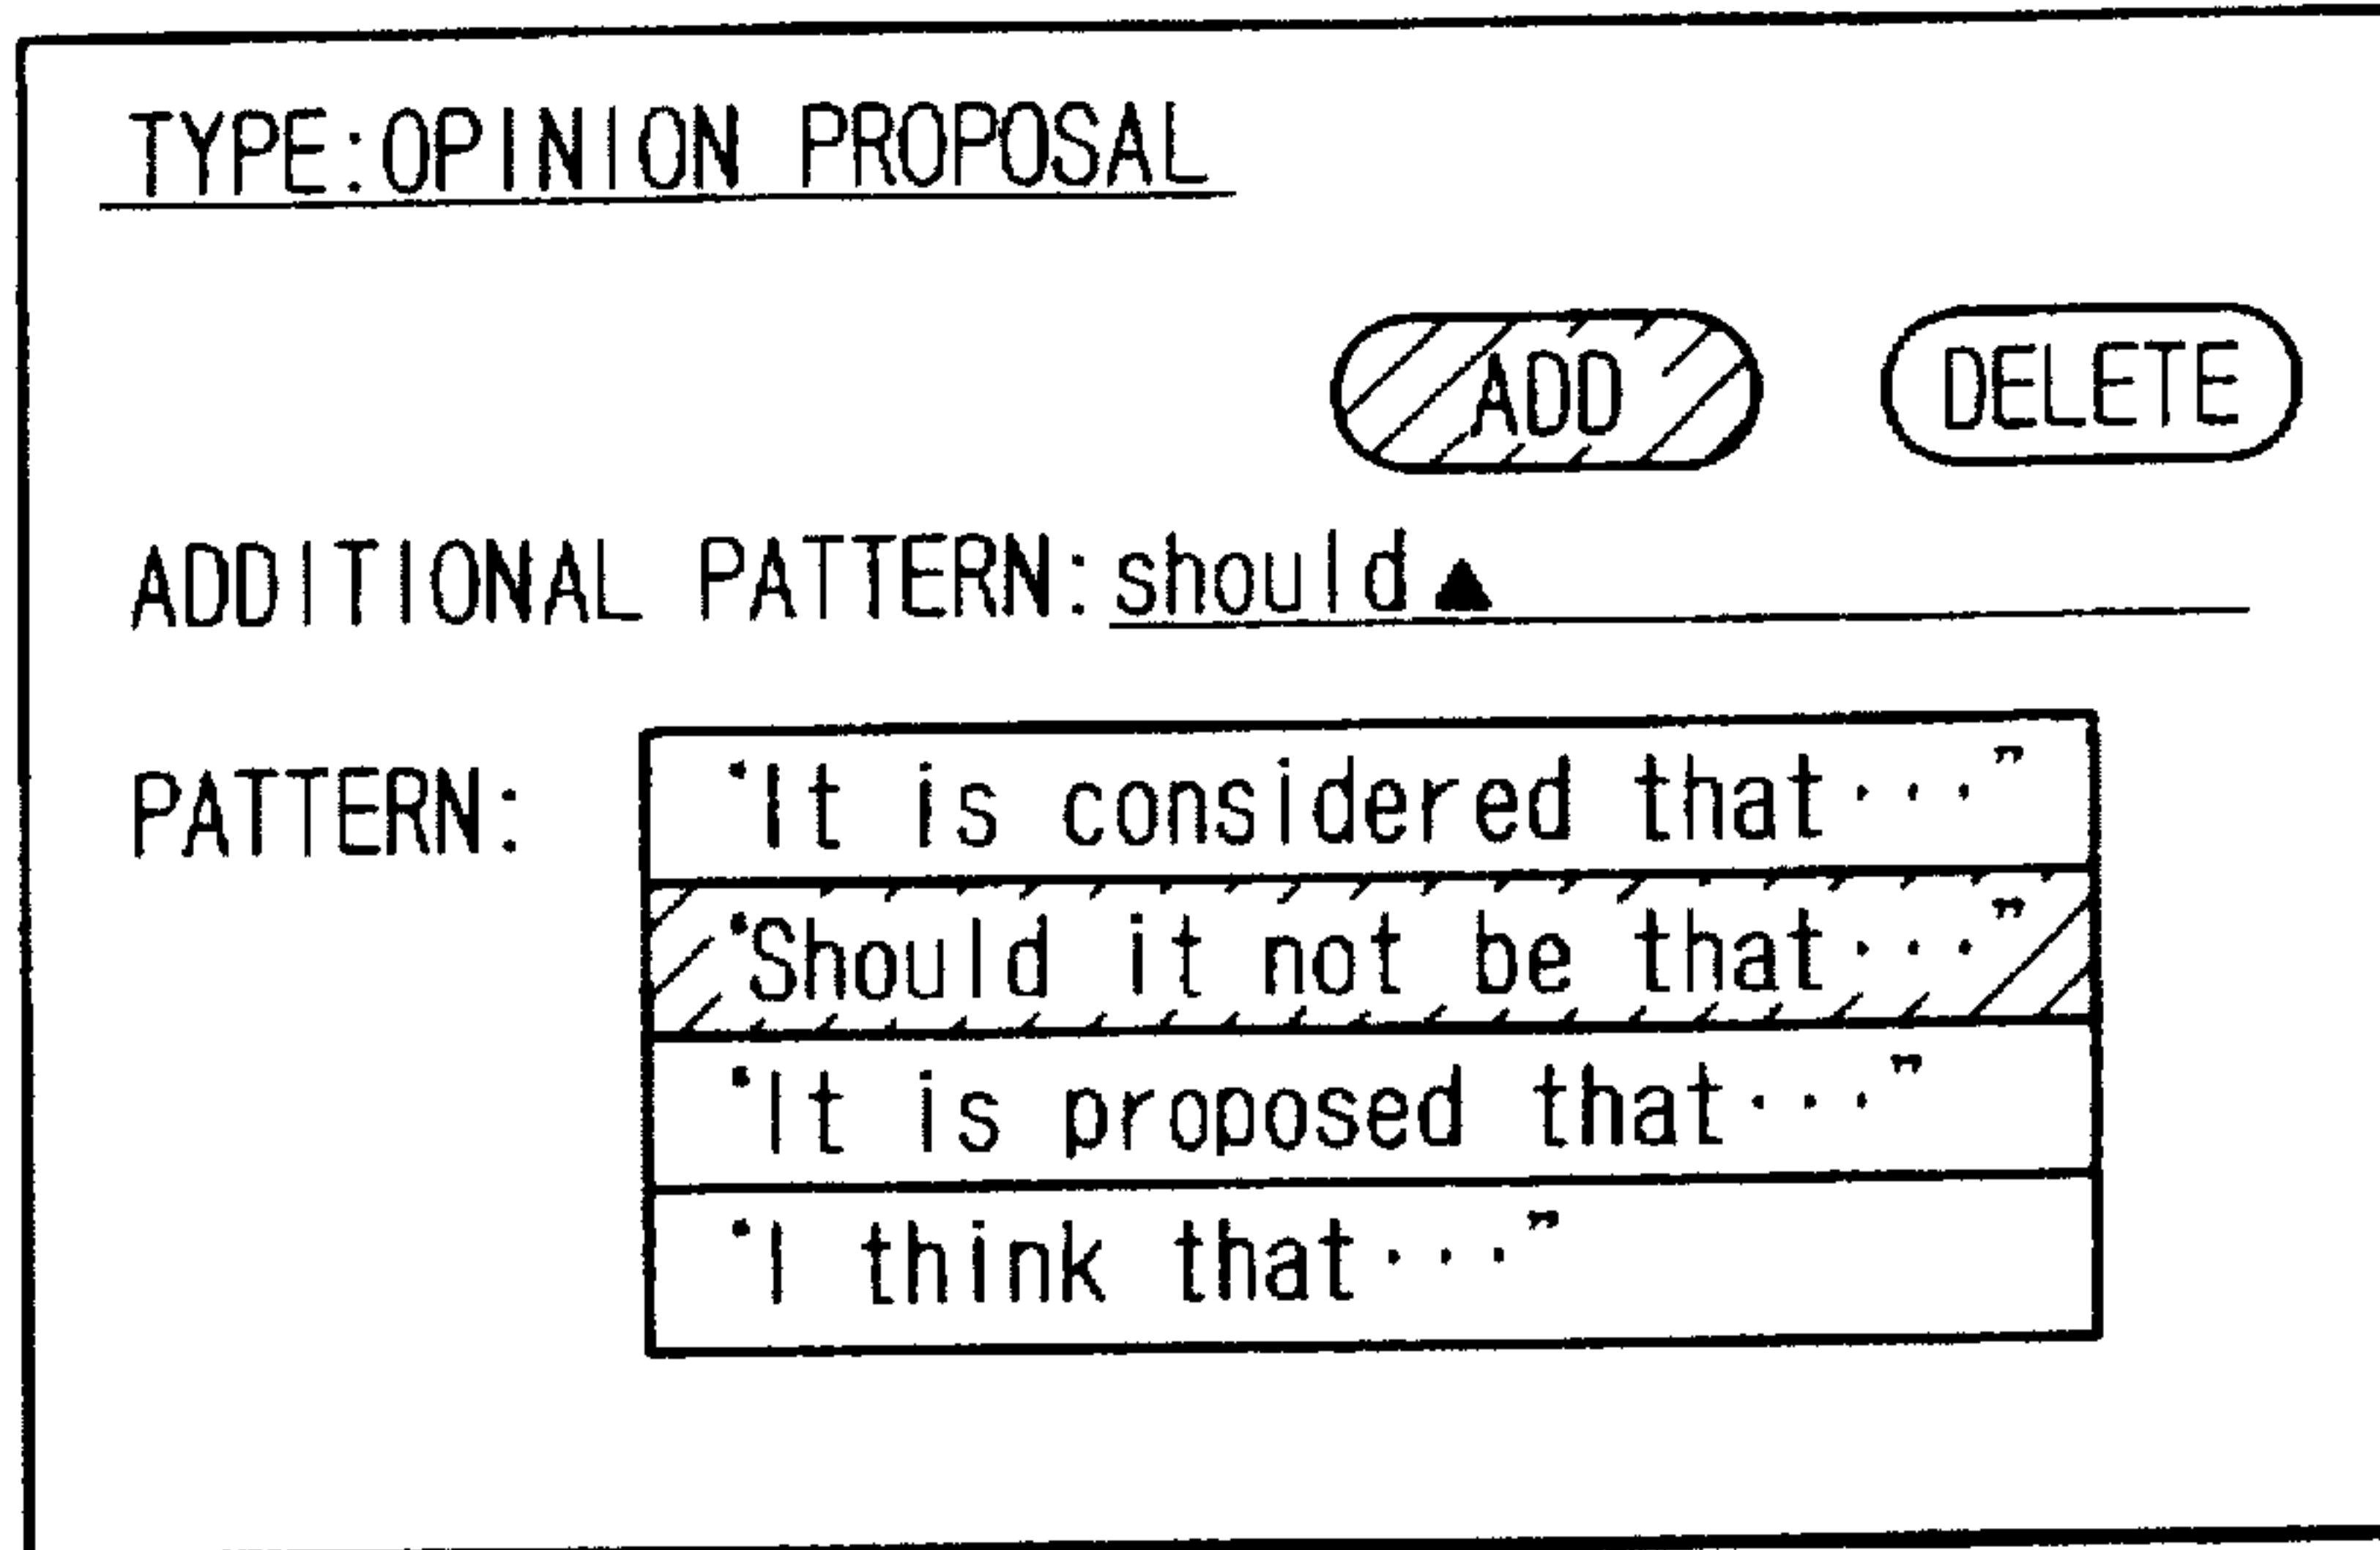 TYPE:OPINION PROPOSAL
ADD DELETE
ADDITIONAL PATTERN:should▲
PATTERN: "It is considered that···"
"Should it not be that···"
"It is proposed that···"
"I think that···"